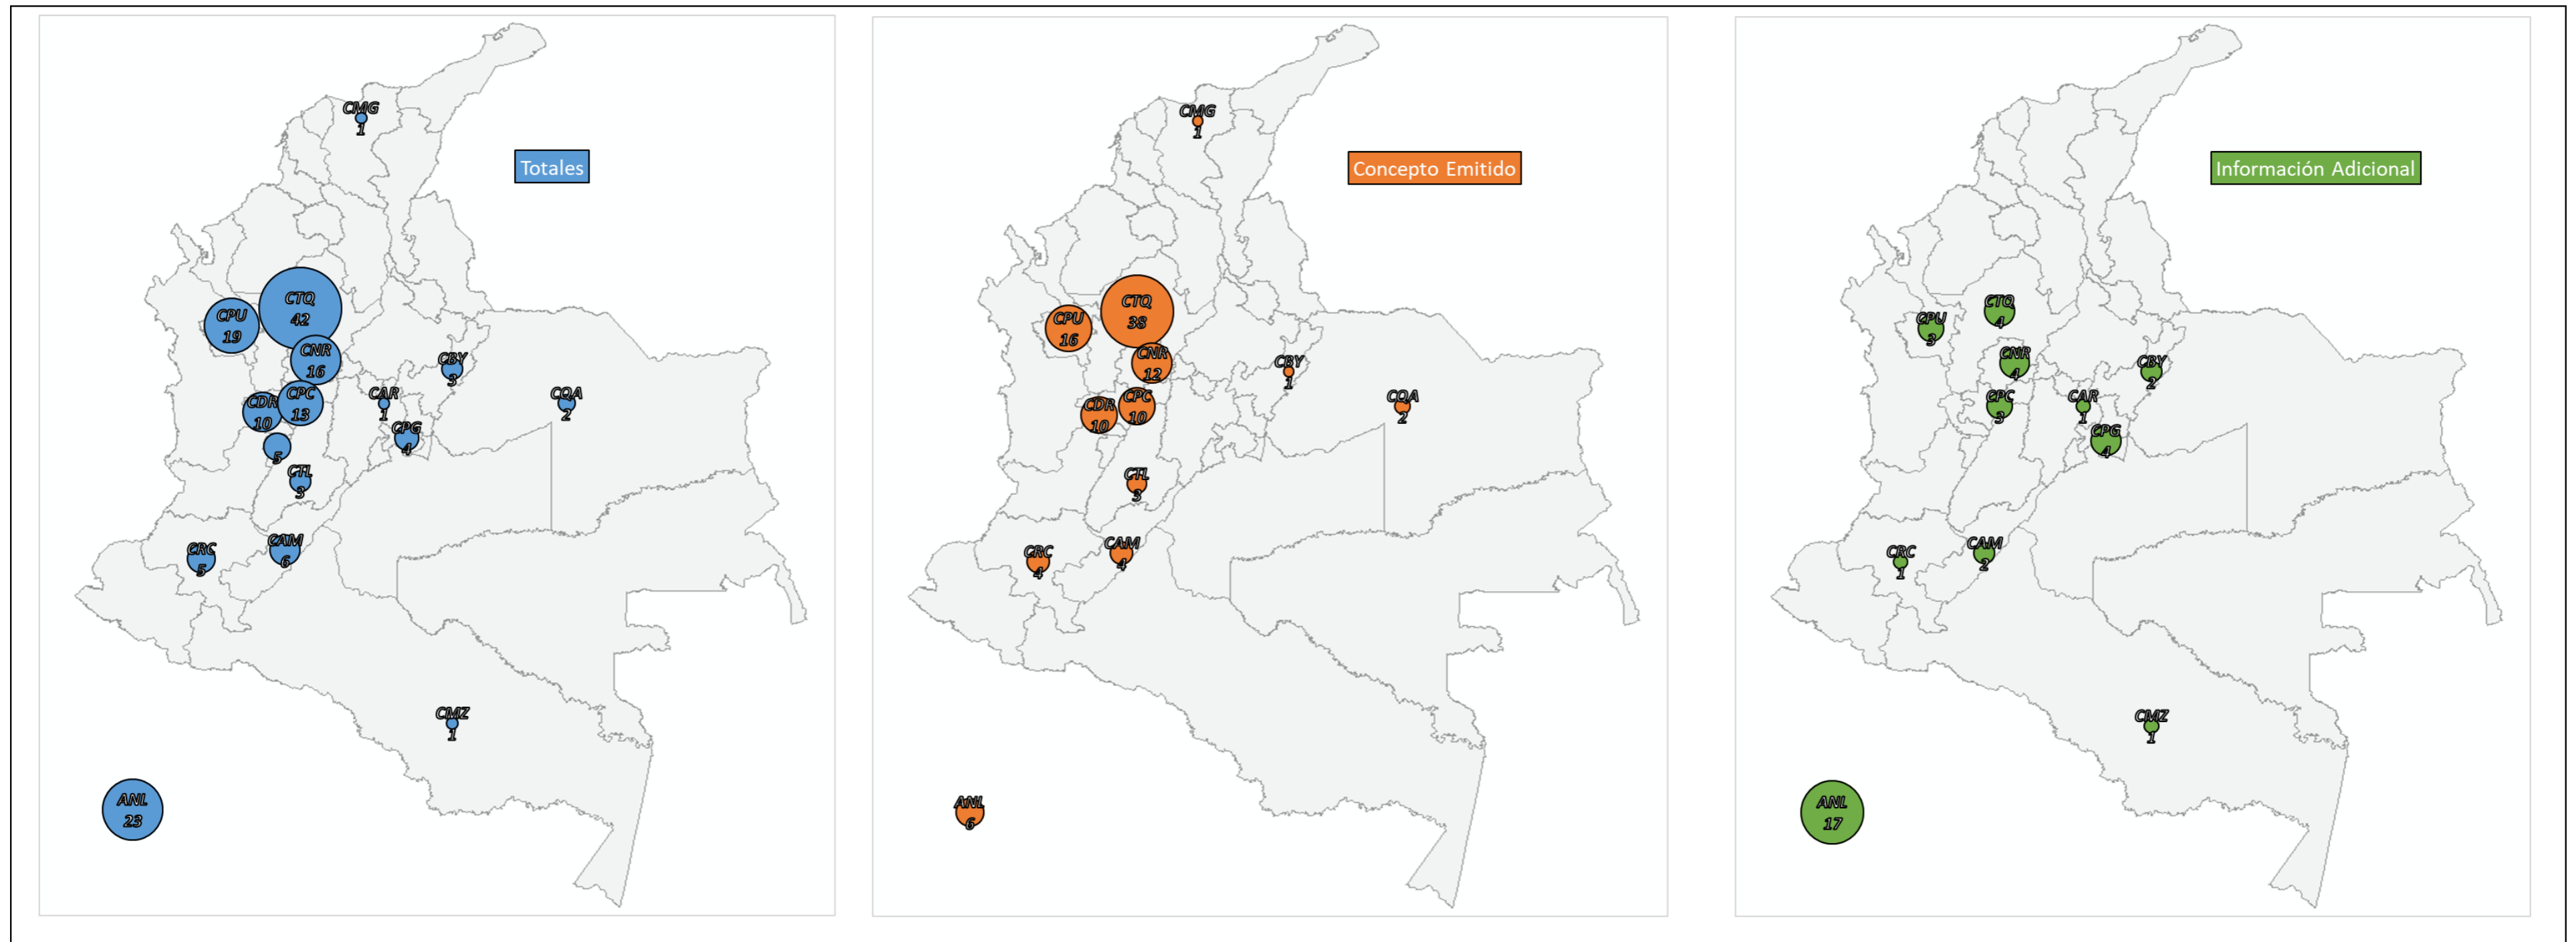 CMG
1
Totales
CTQ
42
CPU
19
CNR
16
CBY
3
CDR
10
CPC
13
CAR
1
CQA
2
CPG
4
5
CTL
3
CRC
5
CAM
6
CMZ
1
ANL
23
CMG
1
Concepto Emitido
CTQ
38
CPU
16
CNR
12
CBY
1
CDR
10
CPC
10
CQA
2
CTL
3
CRC
4
CAM
4
ANL
6
Información Adicional
CTQ
4
CPU
3
CNR
4
CBY
2
CPC
3
CAR
1
CPG
4
CRC
1
CAM
2
CMZ
1
ANL
17